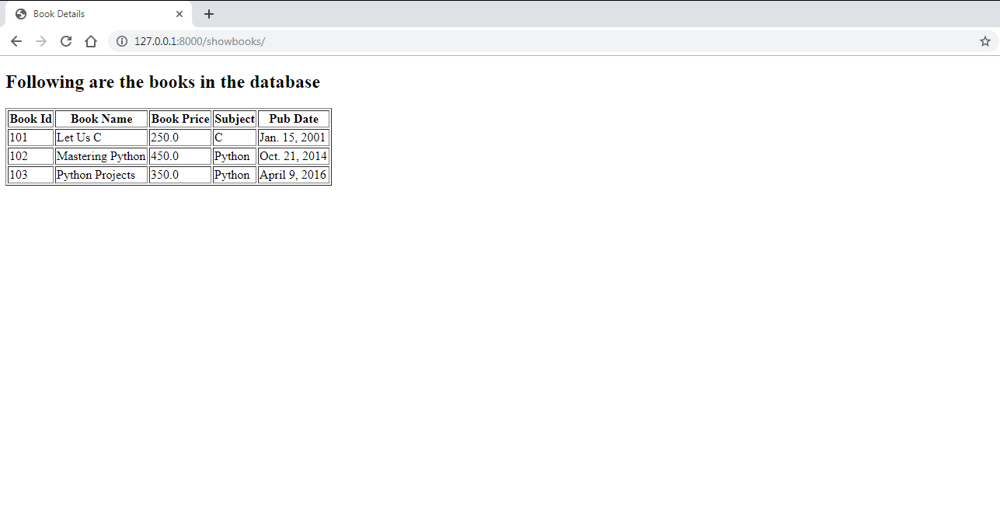 Book Details
127.0.0.1:8000/showbooks/
Following are the books in the database
Book Id Book Name Book Price Subject Pub Date
101 Let Us C 250.0 C Jan. 15, 2001
102 Mastering Python 450.0 Python Oct. 21, 2014
103 Python Projects 350.0 Python April 9, 2016